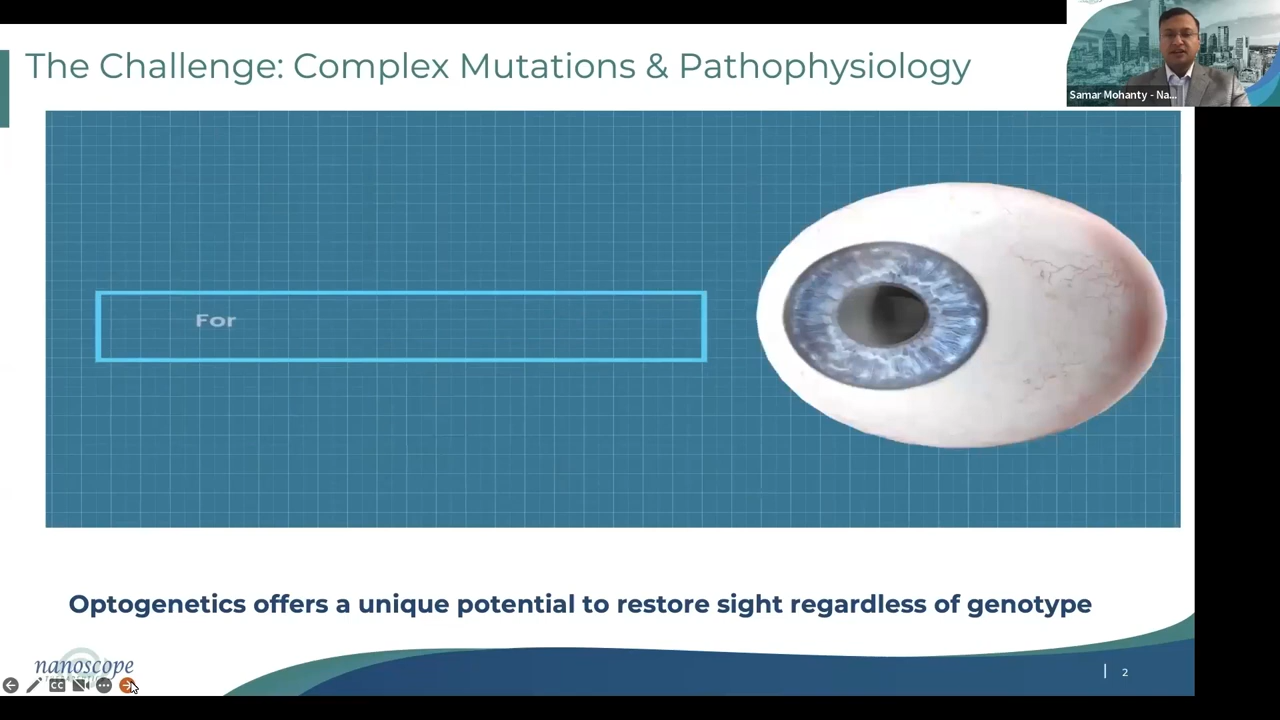 The Challenge: Complex Mutations & Pathophysiology
Samar Mohanty - Na...
For
Optogenetics offers a unique potential to restore sight regardless of genotype
nanoscope
CC
2